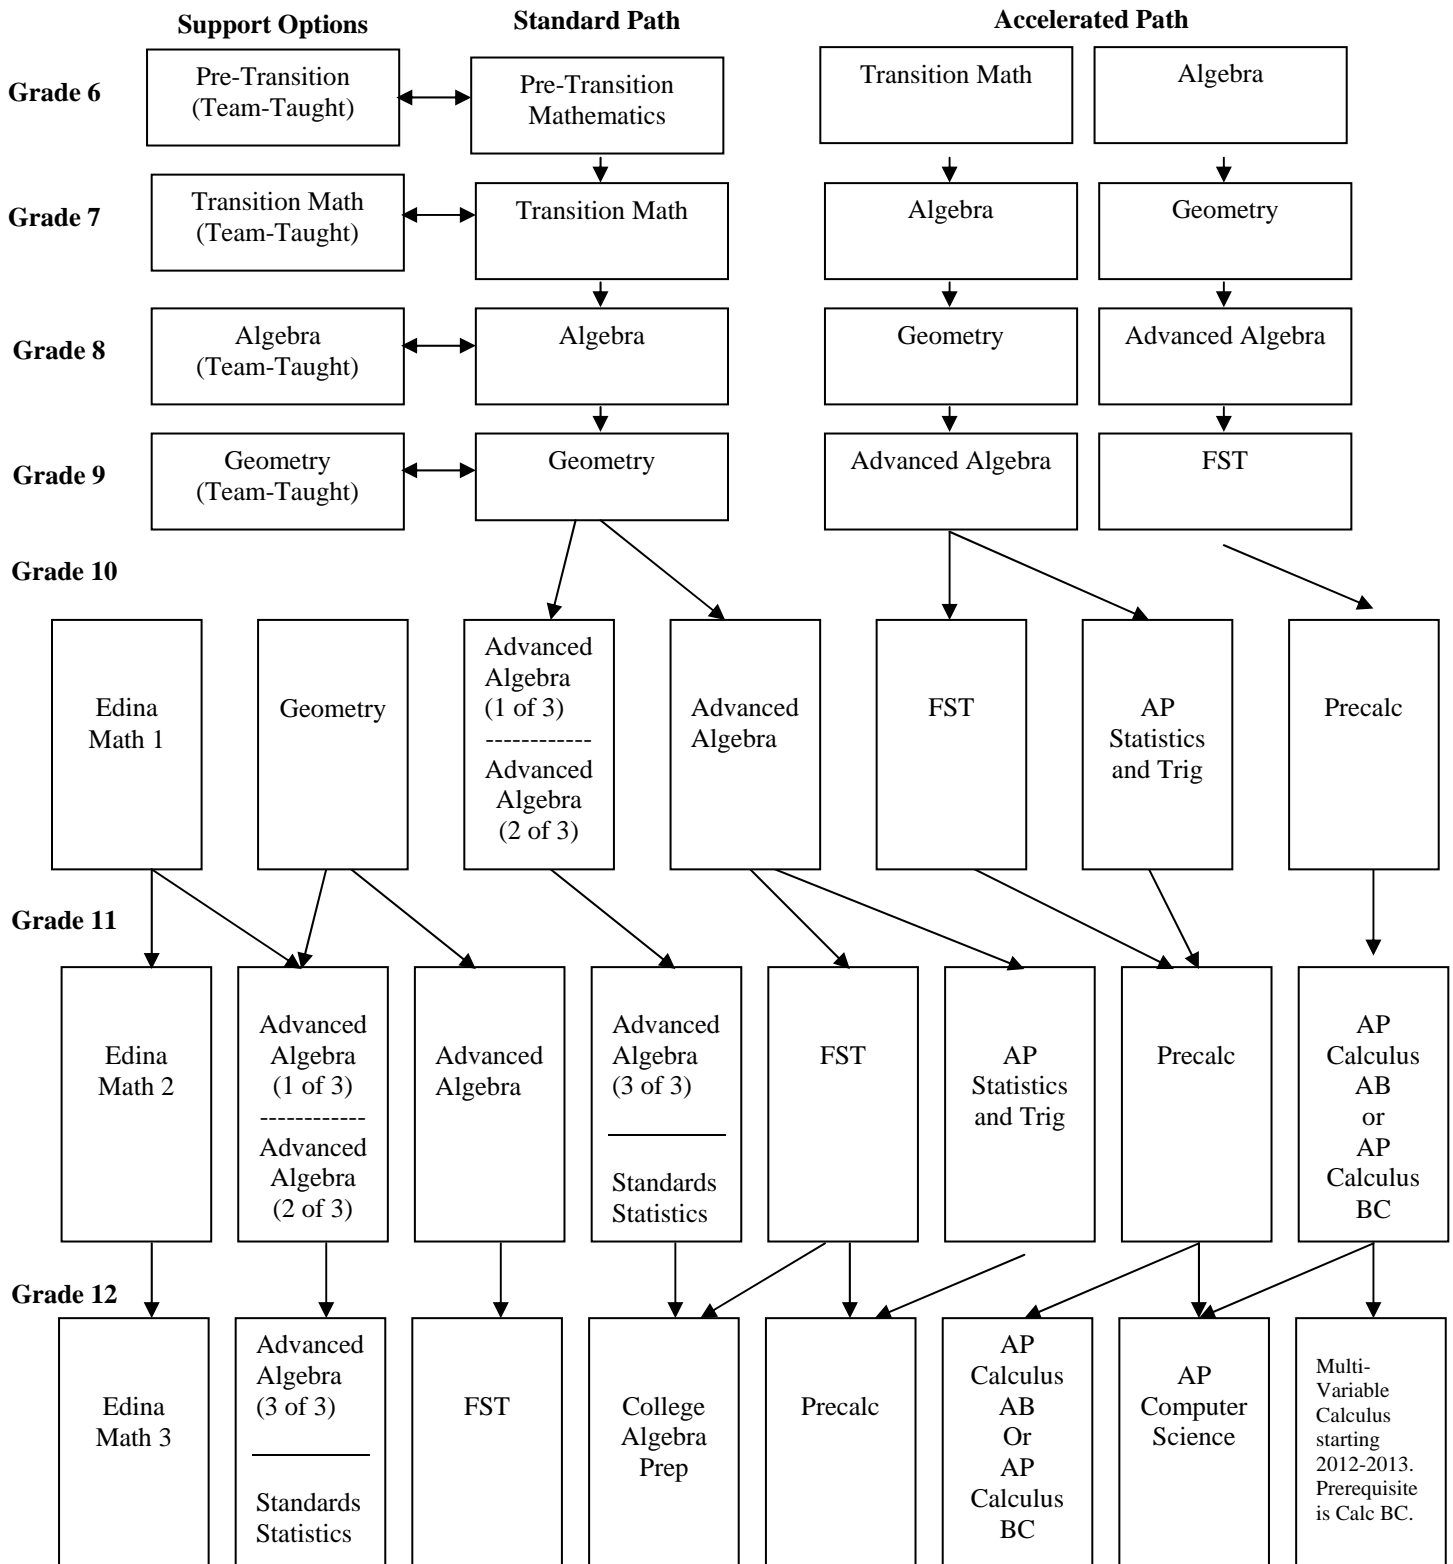 Support Options
Standard Path
Accelerated Path
Grade 6
Pre-Transition
(Team-Taught)
Pre-Transition
Mathematics
Transition Math
Algebra
Grade 7
Transition Math
(Team-Taught)
Transition Math
Algebra
Geometry
Grade 8
Algebra
(Team-Taught)
Algebra
Geometry
Advanced Algebra
Grade 9
Geometry
(Team-Taught)
Geometry
Advanced Algebra
FST
Grade 10
Edina
Math 1
Geometry
Advanced
Algebra
(1 of 3)
------------
Advanced
Algebra
(2 of 3)
Advanced
Algebra
FST
AP
Statistics
and Trig
Precalc
Grade 11
Edina
Math 2
Advanced
Algebra
(1 of 3)
------------
Advanced
Algebra
(2 of 3)
Advanced
Algebra
Advanced
Algebra
(3 of 3)
Standards
Statistics
FST
AP
Statistics
and Trig
Precalc
AP
Calculus
AB
or
AP
Calculus
BC
Grade 12
Edina
Math 3
Advanced
Algebra
(3 of 3)
Standards
Statistics
FST
College
Algebra
Prep
Precalc
AP
Calculus
AB
Or
AP
Calculus
BC
AP
Computer
Science
Multi-
Variable
Calculus
starting
2012-2013.
Prerequisite
is Calc BC.